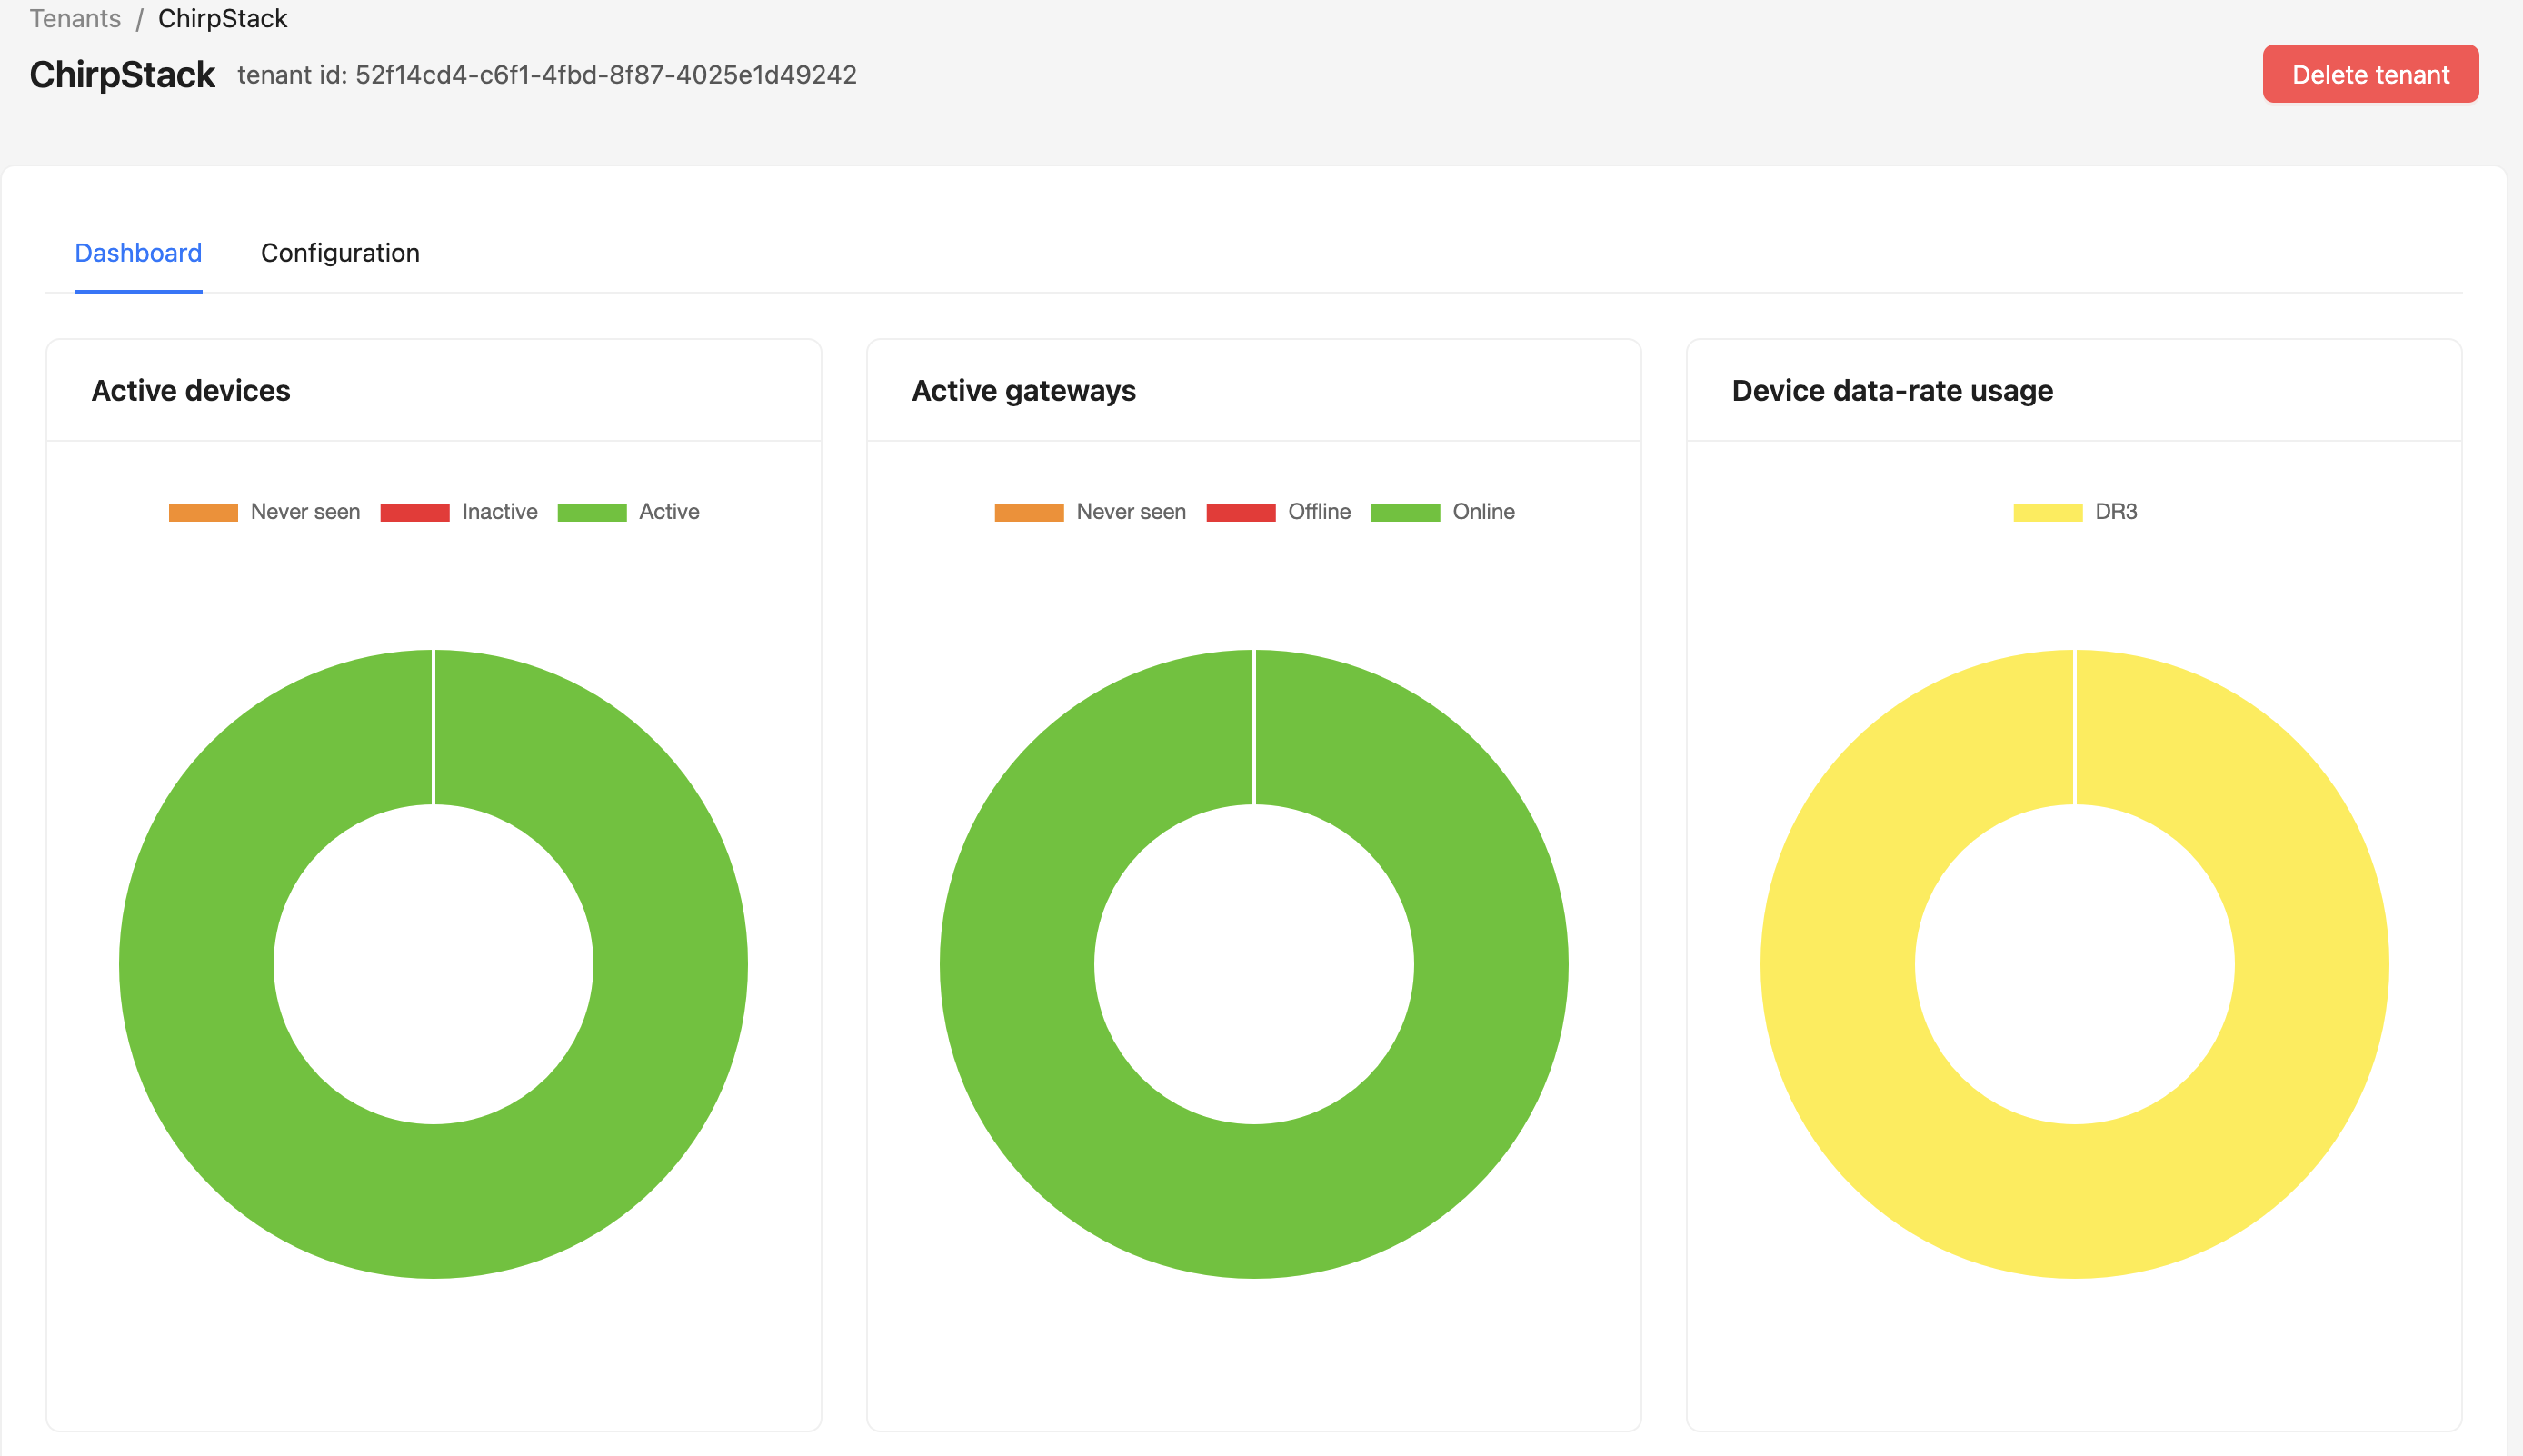 Tenants / ChirpStack
ChirpStack tenant id: 52f14cd4-c6f1-4fbd-8f87-4025e1d49242
Delete tenant
Dashboard Configuration
Active devices
Never seen Inactive Active
Active gateways
Never seen Offline Online
Device data-rate usage
DR3